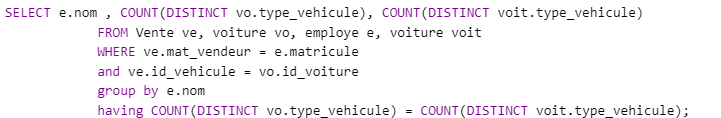 SELECT e.nom , COUNT(DISTINCT vo.type_vehicule), COUNT(DISTINCT voit.type_vehicule)
FROM Vente ve, voiture vo, employe e, voiture voit
WHERE ve.mat_vendeur = e.matricule
and ve.id_vehicule = vo.id_voiture
group by e.nom
having COUNT(DISTINCT vo.type_vehicule) = COUNT(DISTINCT voit.type_vehicule);